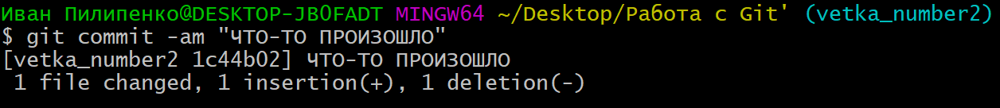 Иван Пилипенко@DESKTOP-JB0FADT MINGW64 ~/Desktop/Работа с Git' (vetka_number2)
$ git commit -am "ЧТО-ТО ПРОИЗОШЛО"
[vetka_number2 1c44b02] ЧТО-ТО ПРОИЗОШЛО
 1 file changed, 1 insertion(+), 1 deletion(-)